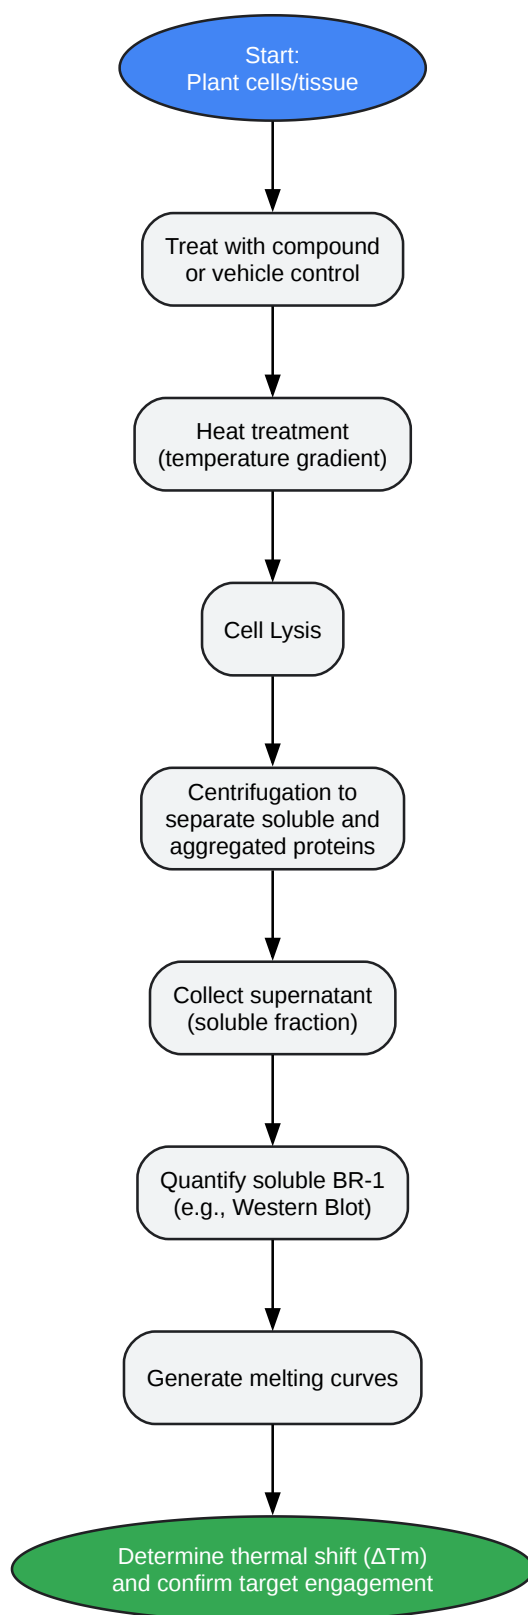 Start:
Plant cells/tissue
Treat with compound
or vehicle control
Heat treatment
(temperature gradient)
Cell Lysis
Centrifugation to
separate soluble and
aggregated proteins
Collect supernatant
(soluble fraction)
Quantify soluble BR-1
(e.g., Western Blot)
Generate melting curves
Determine thermal shift (ΔTm)
and confirm target engagement